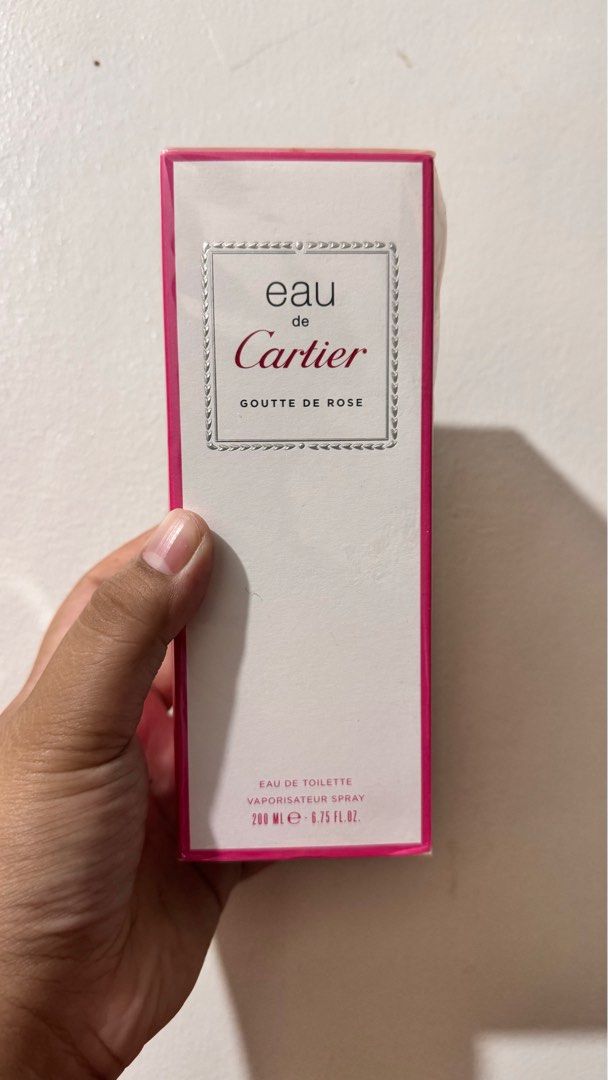 eau
de
Cartier
GOUTTE DE ROSE
EAU DE TOILETTE
VAPORISATEUR SPRAY
200 ML ℮ - 6.75 FL.OZ.